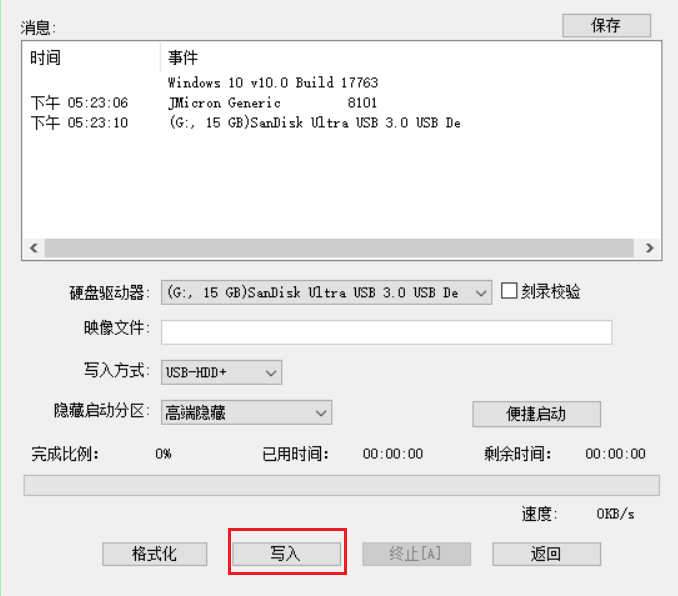 消息: 保存
时间 事件
Windows 10 v10.0 Build 17763
下午 05:23:06 JMicron Generic 8101
下午 05:23:10 (G:, 15 GB)SanDisk Ultra USB 3.0 USB De
硬盘驱动器: (G:, 15 GB)SanDisk Ultra USB 3.0 USB De 刻录校验
映像文件:
写入方式: USB-HDD+
隐藏启动分区: 高端隐藏 便捷启动
完成比例: 0% 已用时间: 00:00:00 剩余时间: 00:00:00
速度: 0KB/s
格式化 写入 终止[A] 返回